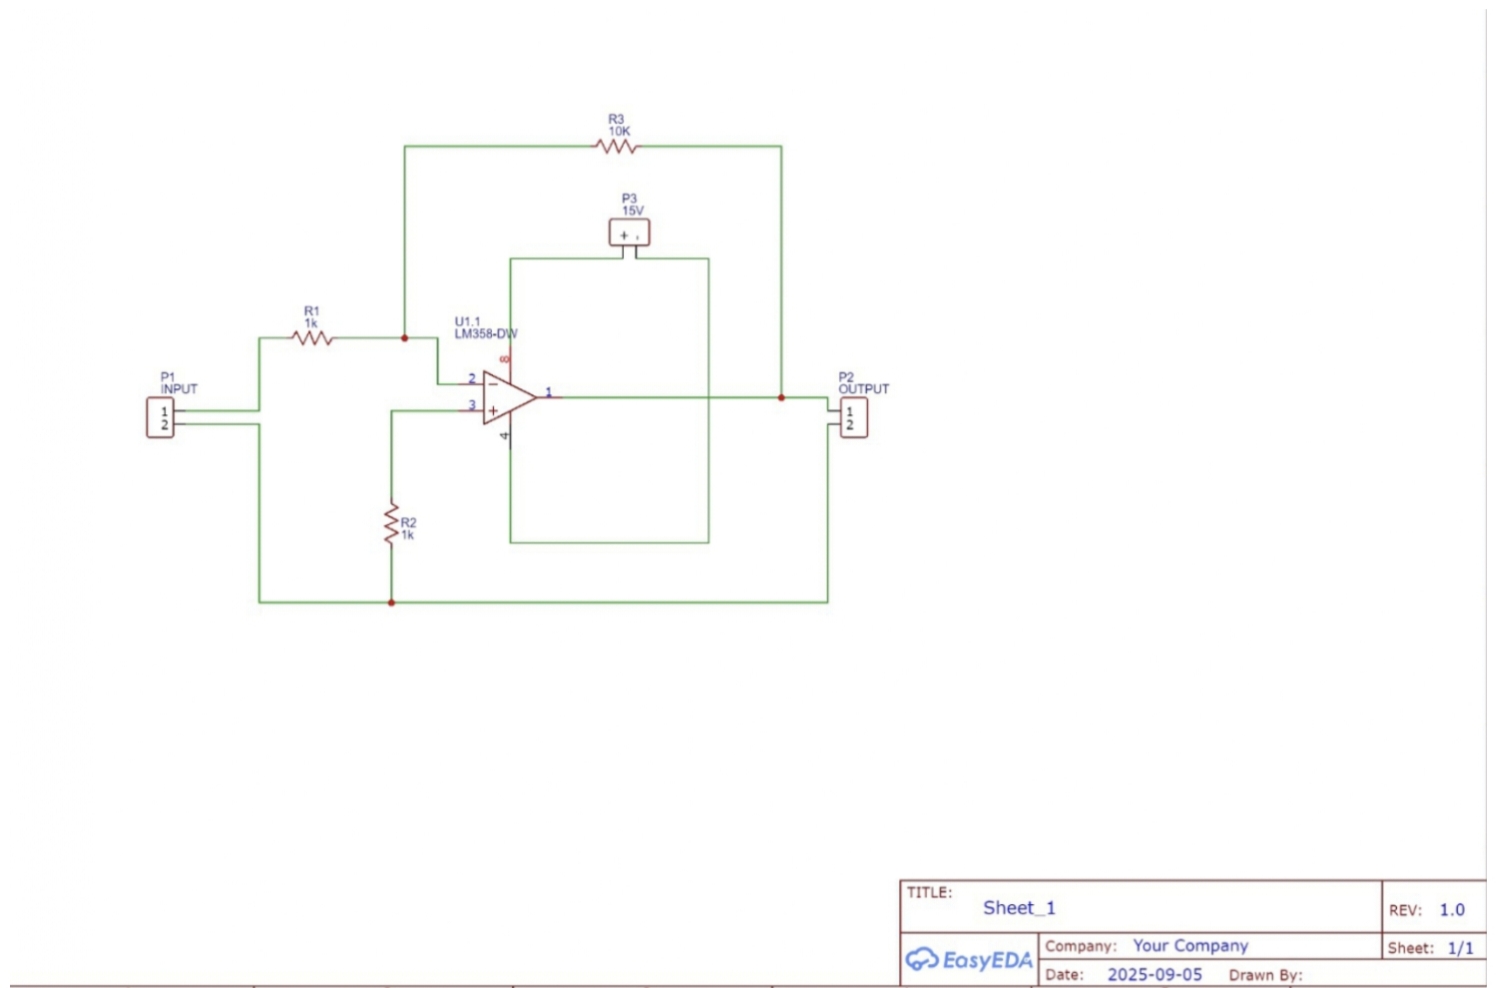 R3
10K
P3
15V
+ -
R1
1k
U1.1
LM358-DW
8
P1
INPUT
P2
OUTPUT
2
−
1
3
+
1
2
1
2
4
R2
1k
TITLE:
Sheet_1
REV: 1.0
EasyEDA
Company: Your Company
Sheet: 1/1
Date: 2025-09-05 Drawn By: